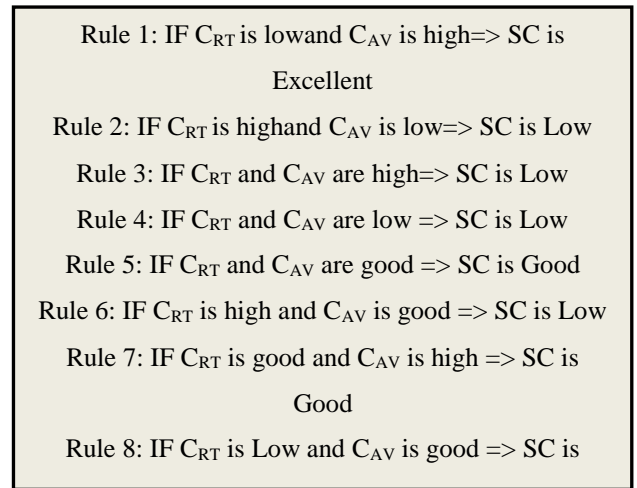 Rule 1: IF CRT is lowand CAV is high=> SC is
Excellent
Rule 2: IF CRT is highand CAV is low=> SC is Low
Rule 3: IF CRT and CAV are high=> SC is Low
Rule 4: IF CRT and CAV are low => SC is Low
Rule 5: IF CRT and CAV are good => SC is Good
Rule 6: IF CRT is high and CAV is good => SC is Low
Rule 7: IF CRT is good and CAV is high => SC is
Good
Rule 8: IF CRT is Low and CAV is good => SC is